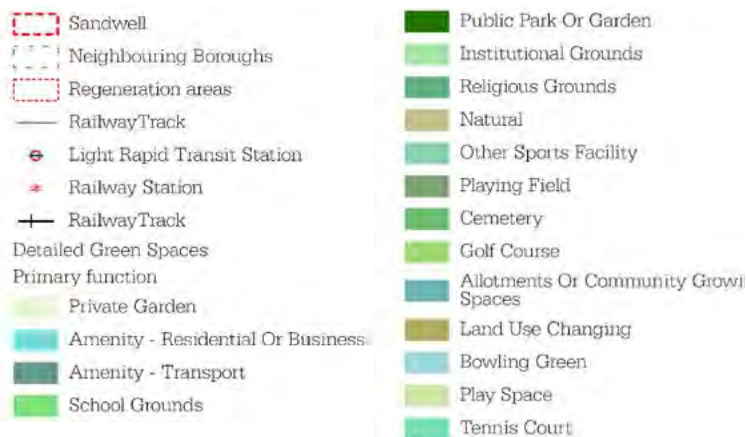 Sandwell
Neighbouring Boroughs
Regeneration areas
RailwayTrack
Light Rapid Transit Station
Railway Station
RailwayTrack
Detailed Green Spaces
Primary function
Private Garden
Amenity - Residential Or Business
Amenity - Transport
School Grounds
Public Park Or Garden
Institutional Grounds
Religious Grounds
Natural
Other Sports Facility
Playing Field
Cemetery
Golf Course
Allotments Or Community Growi
Spaces
Land Use Changing
Bowling Green
Play Space
Tennis Court